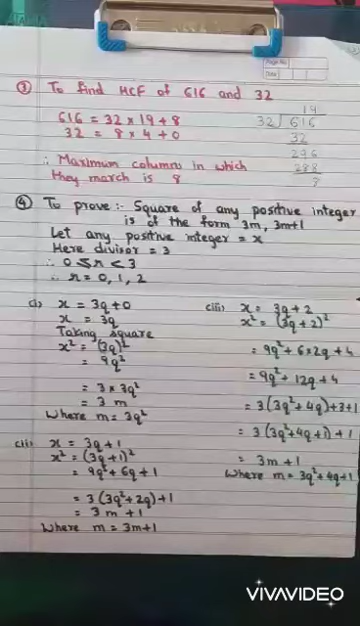 Page No.
Date
③ To find HCF of 616 and 32
616 = 32 × 19 + 8
32 = 8 × 4 + 0
∴ Maximum columns in which
they march is 8
19
32) 616
32
296
288
8
④ To prove :- Square of any positive integer
is of the form 3m, 3m+1
Let any positive integer = x
Here divisor = 3
∴ 0 ≤ r < 3
∴ r = 0, 1, 2
(i) x = 3q + 0
x = 3q
Taking square
x² = (3q)²
= 9q²
= 3 × 3q²
= 3 m
Where m = 3q²
(ii) x = 3q + 1
x² = (3q + 1)²
= 9q² + 6q + 1
= 3 (3q² + 2q) + 1
= 3 m + 1
Where m = 3m+1
(iii) x = 3q + 2
x² = (3q + 2)²
= 9q² + 6×2q + 4
= 9q² + 12q + 4
= 3 (3q² + 4q) + 3 + 1
= 3 (3q² + 4q + 1) + 1
= 3m + 1
Where m = 3q² + 4q + 1
VIVAVIDEO